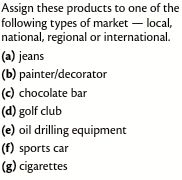 Assign these products to one of the
following types of market — local,
national, regional or international.
(a) jeans
(b) painter/decorator
(c) chocolate bar
(d) golf club
(e) oil drilling equipment
(f) sports car
(g) cigarettes